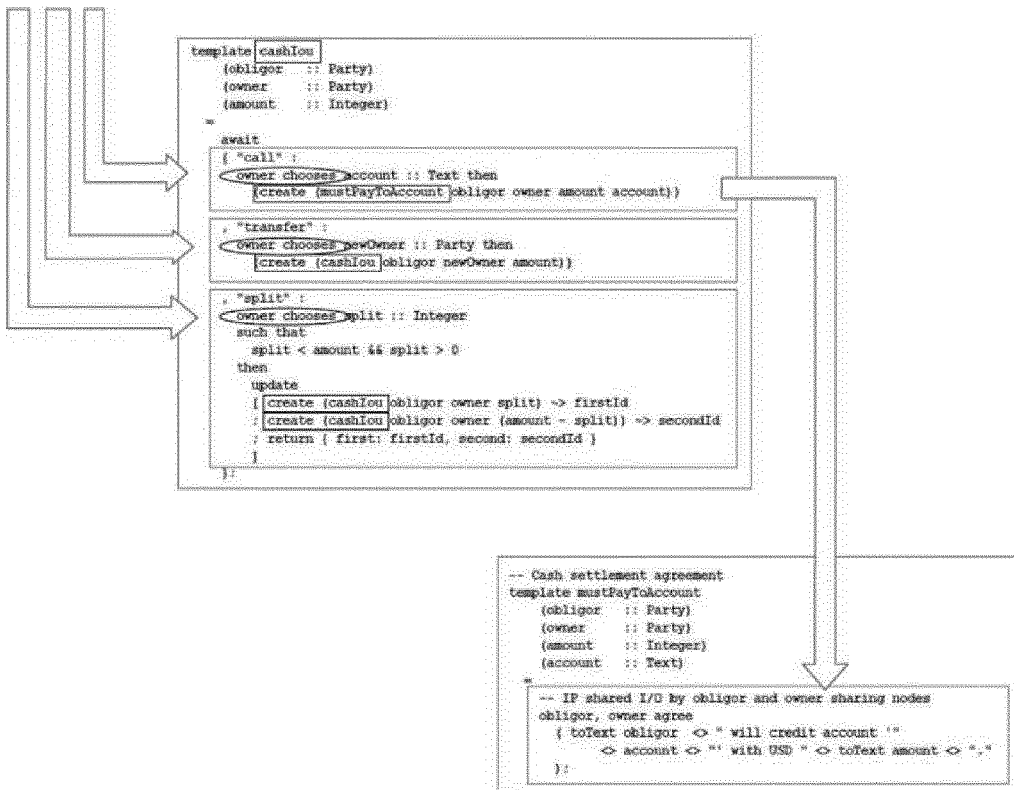 template cashIou
(obligor :: Party)
(owner :: Party)
(amount :: Integer)
=
await
{ "call" :
owner chooses account :: Text then
(create (mustPayToAccount obligor owner amount account))
, "transfer" :
owner chooses newOwner :: Party then
(create (cashIou obligor newOwner amount))
, "split" :
owner chooses split :: Integer
such that
split < amount && split > 0
then
update
{ create (cashIou obligor owner split) ~> firstId
; create (cashIou obligor owner (amount - split)) ~> secondId
; return { first: firstId, second: secondId }
}
};
-- Cash settlement agreement
template mustPayToAccount
(obligor :: Party)
(owner :: Party)
(amount :: Integer)
(account :: Text)
=
-- IP shared I/O by obligor and owner sharing nodes
obligor, owner agree
{ toText obligor <> " will credit account '"
<> account <> "' with USD " <> toText amount <> "."
};